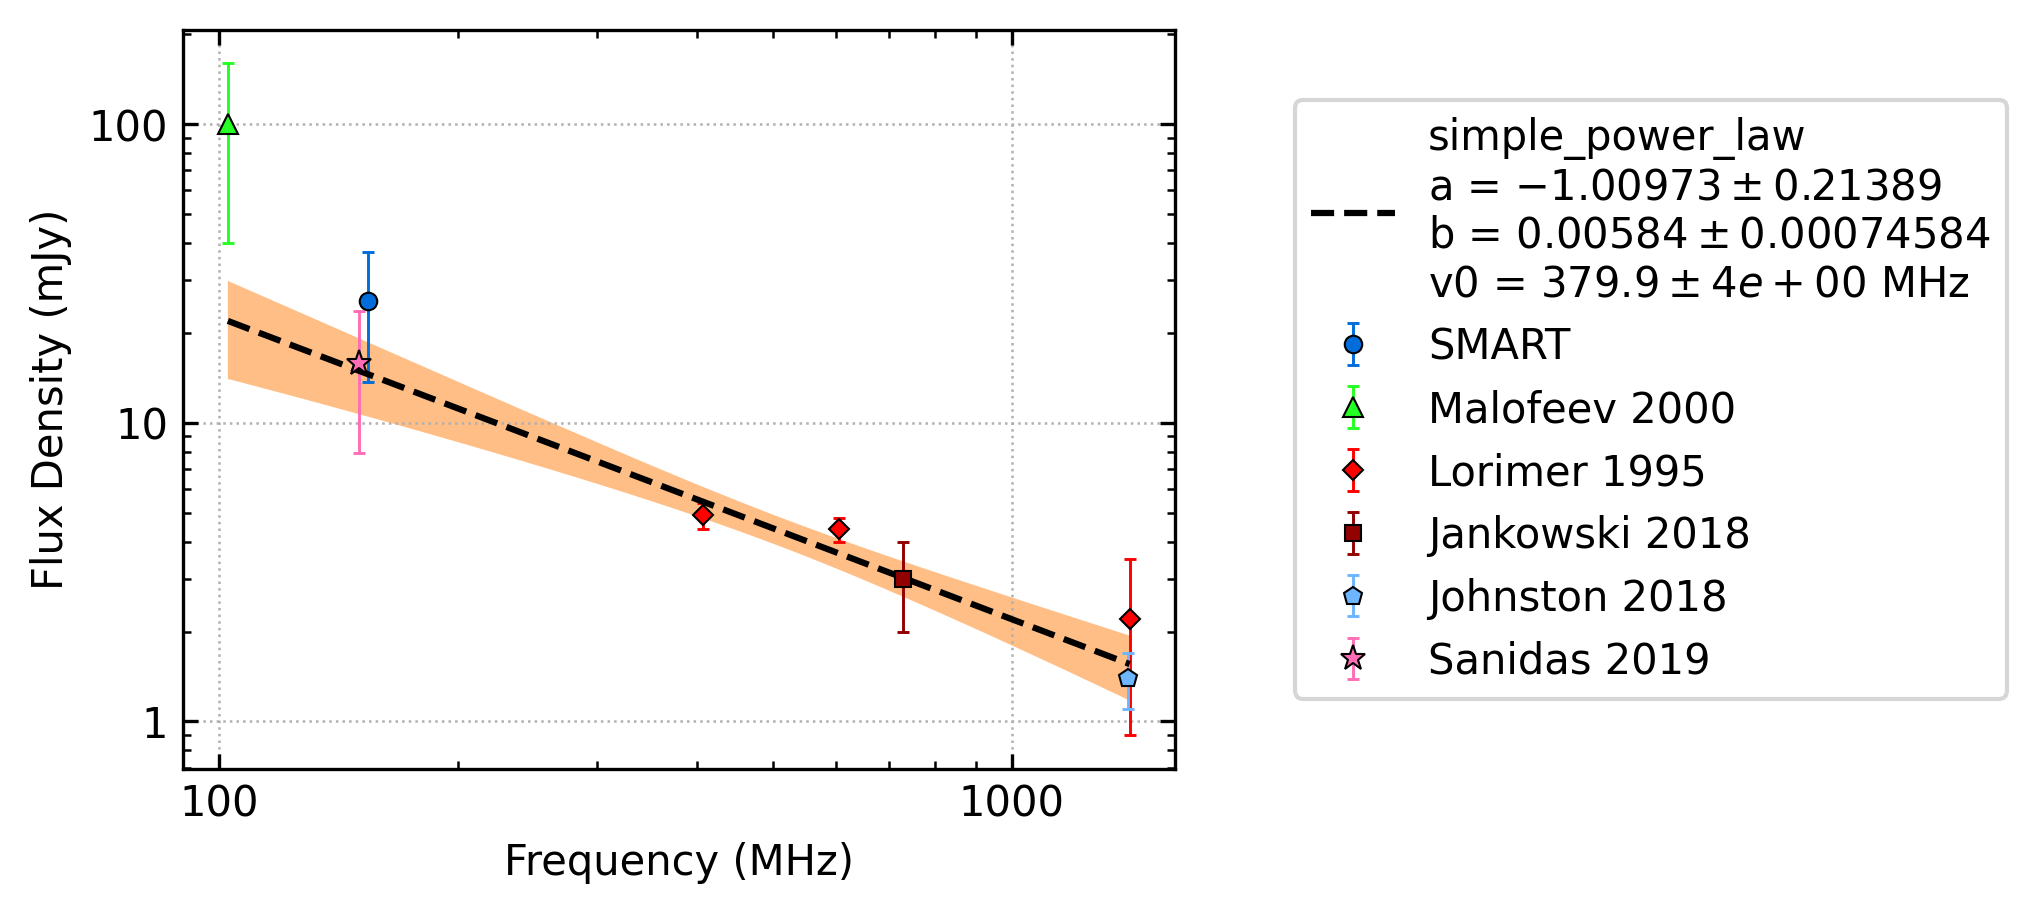 Flux Density (mJy)
100
10
1
100
1000
Frequency (MHz)
simple_power_law
a = −1.00973 ± 0.21389
b = 0.00584 ± 0.00074584
v0 = 379.9 ± 4e + 00 MHz
SMART
Malofeev 2000
Lorimer 1995
Jankowski 2018
Johnston 2018
Sanidas 2019